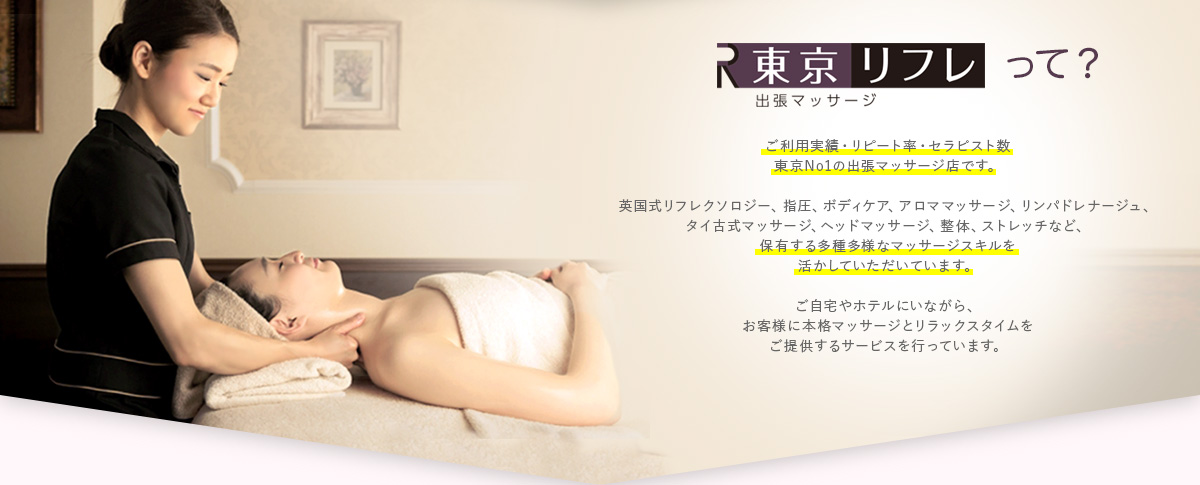 R 東京 リフレ って？
出張マッサージ
ご利用実績・リピート率・セラピスト数
東京No1の出張マッサージ店です。
英国式リフレクソロジー、指圧、ボディケア、アロママッサージ、リンパドレナージュ、
タイ古式マッサージ、ヘッドマッサージ、整体、ストレッチなど、
保有する多種多様なマッサージスキルを
活かしていただいています。
ご自宅やホテルにいながら、
お客様に本格マッサージとリラックスタイムを
ご提供するサービスを行っています。